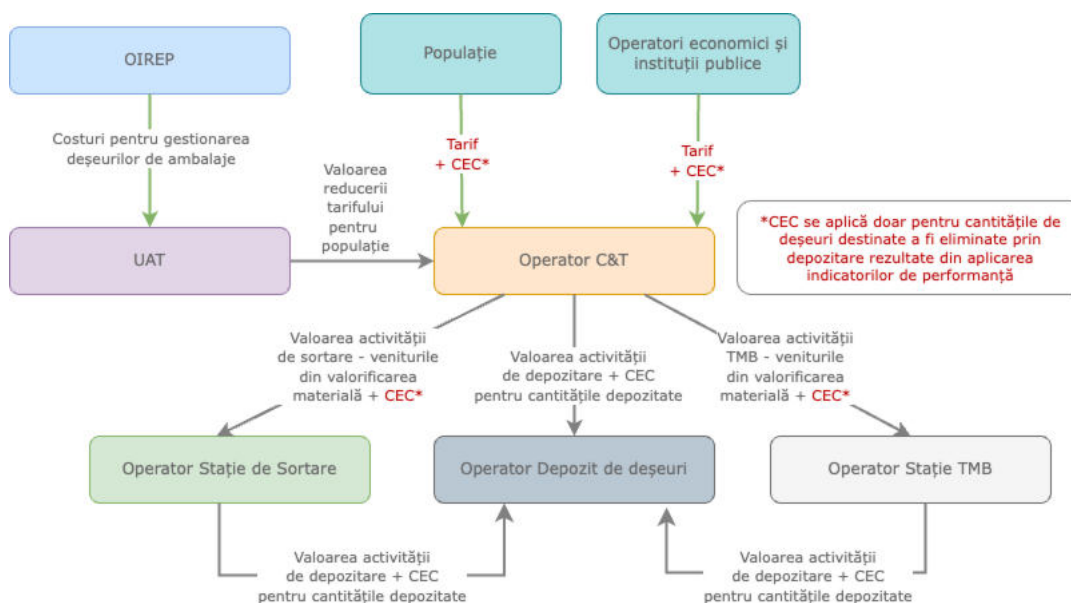 OIREP
Populație
Operatori economici și
instituții publice
Costuri pentru gestionarea
deșeurilor de ambalaje
Tarif
+ CEC*
Tarif
+ CEC*
Valoarea
reducerii
tarifului
pentru
populație
UAT
Operator C&T
*CEC se aplică doar pentru cantitățile de
deșeuri destinate a fi eliminate prin
depozitare rezultate din aplicarea
indicatorilor de performanță
Valoarea activității
de sortare - veniturile
din valorificarea
materială + CEC*
Valoarea activității
de depozitare + CEC
pentru cantitățile depozitate
Valoarea activității
TMB - veniturile
din valorificarea
materială + CEC*
Operator Stație de Sortare
Operator Depozit de deșeuri
Operator Stație TMB
Valoarea activității
de depozitare + CEC
pentru cantitățile depozitate
Valoarea activității
de depozitare + CEC
pentru cantitățile depozitate